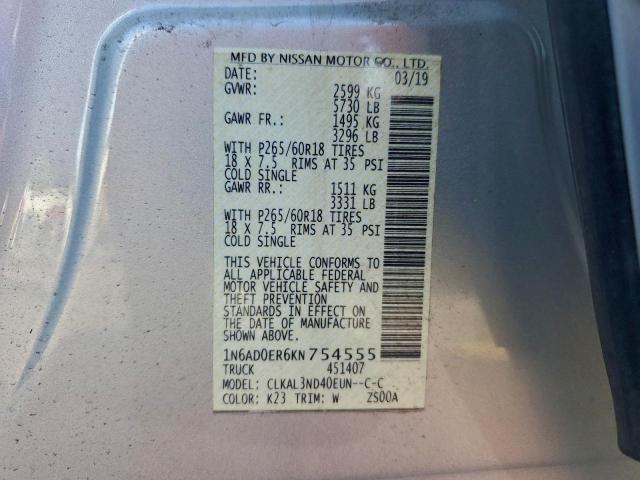 MFD BY NISSAN MOTOR CO., LTD.
DATE: 03/19
GVWR: 2599 KG
5730 LB
GAWR FR.: 1495 KG
3296 LB
WITH P265/60R18 TIRES
18 X 7.5 RIMS AT 35 PSI
COLD SINGLE
GAWR RR.: 1511 KG
3331 LB
WITH P265/60R18 TIRES
18 X 7.5 RIMS AT 35 PSI
COLD SINGLE
THIS VEHICLE CONFORMS TO
ALL APPLICABLE FEDERAL
MOTOR VEHICLE SAFETY AND
THEFT PREVENTION
STANDARDS IN EFFECT ON
THE DATE OF MANUFACTURE
SHOWN ABOVE.
1N6AD0ER6KN754555
TRUCK 451407
MODEL: CLKAL3ND40EUN--C-C
COLOR: K23 TRIM: W ZS00A